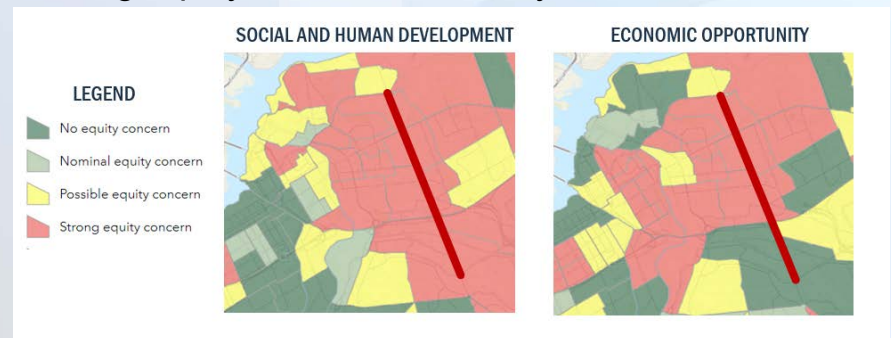 SOCIAL AND HUMAN DEVELOPMENT
ECONOMIC OPPORTUNITY
LEGEND
No equity concern
Nominal equity concern
Possible equity concern
Strong equity concern